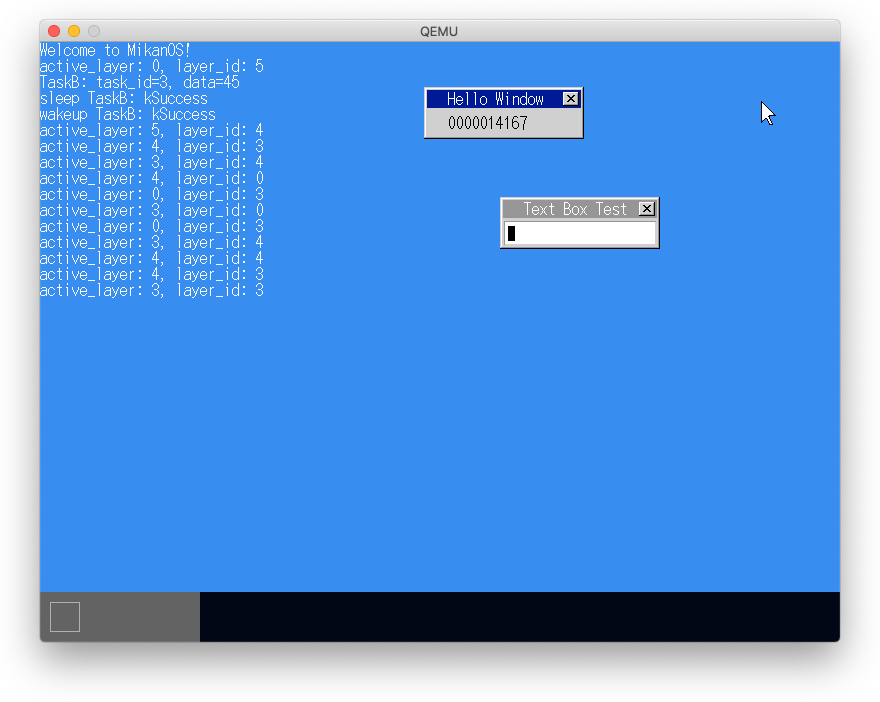 QEMU
Welcome to MikanOS!
active_layer: 0, layer_id: 5
TaskB: task_id=3, data=45
sleep TaskB: kSuccess
wakeup TaskB: kSuccess
active_layer: 5, layer_id: 4
active_layer: 4, layer_id: 3
active_layer: 3, layer_id: 4
active_layer: 4, layer_id: 0
active_layer: 0, layer_id: 3
active_layer: 3, layer_id: 0
active_layer: 0, layer_id: 3
active_layer: 3, layer_id: 4
active_layer: 4, layer_id: 4
active_layer: 4, layer_id: 3
active_layer: 3, layer_id: 3
Hello Window
0000014167
Text Box Test